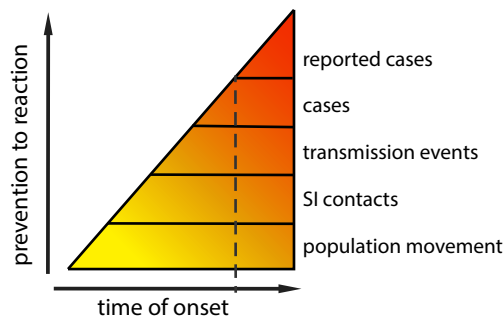 prevention to reaction
reported cases
cases
transmission events
SI contacts
population movement
time of onset